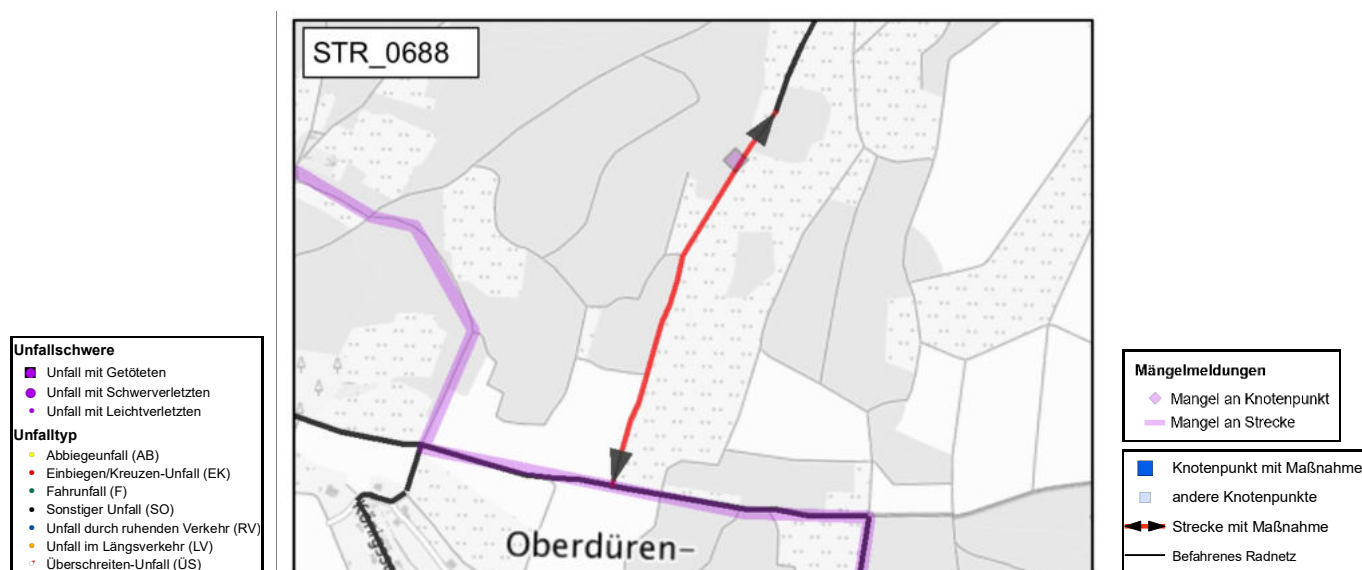 STR_0688
Unfallschwere
Unfall mit Getöteten
Unfall mit Schwerverletzten
Unfall mit Leichtverletzten
Unfalltyp
Abbiegeunfall (AB)
Einbiegen/Kreuzen-Unfall (EK)
Fahrunfall (F)
Sonstiger Unfall (SO)
Unfall durch ruhenden Verkehr (RV)
Unfall im Längsverkehr (LV)
Überschreiten-Unfall (ÜS)
Oberdüren-
Mängelmeldungen
Mangel an Knotenpunkt
Mangel an Strecke
Knotenpunkt mit Maßnahme
andere Knotenpunkte
Strecke mit Maßnahme
Befahrenes Radnetz